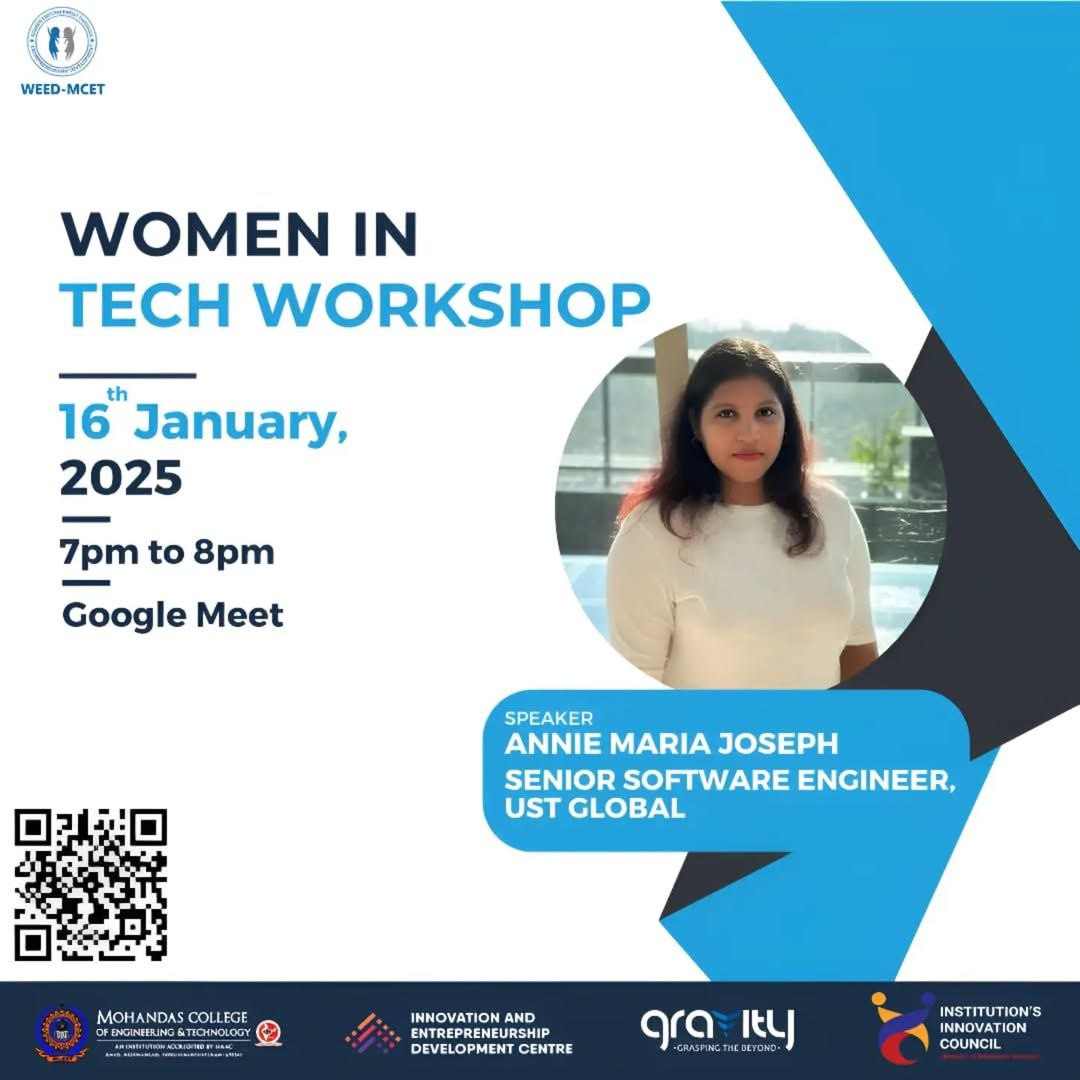 WEED-MCET
WOMEN IN
TECH WORKSHOP
16th January,
2025
7pm to 8pm
Google Meet
SPEAKER
ANNIE MARIA JOSEPH
SENIOR SOFTWARE ENGINEER,
UST GLOBAL
MOHANDAS COLLEGE
OF ENGINEERING & TECHNOLOGY
AN INSTITUTION ACCREDITED BY NAAC
INNOVATION AND
ENTREPRENEURSHIP
DEVELOPMENT CENTRE
gravity
·GRASPING THE BEYOND·
INSTITUTION'S
INNOVATION
COUNCIL